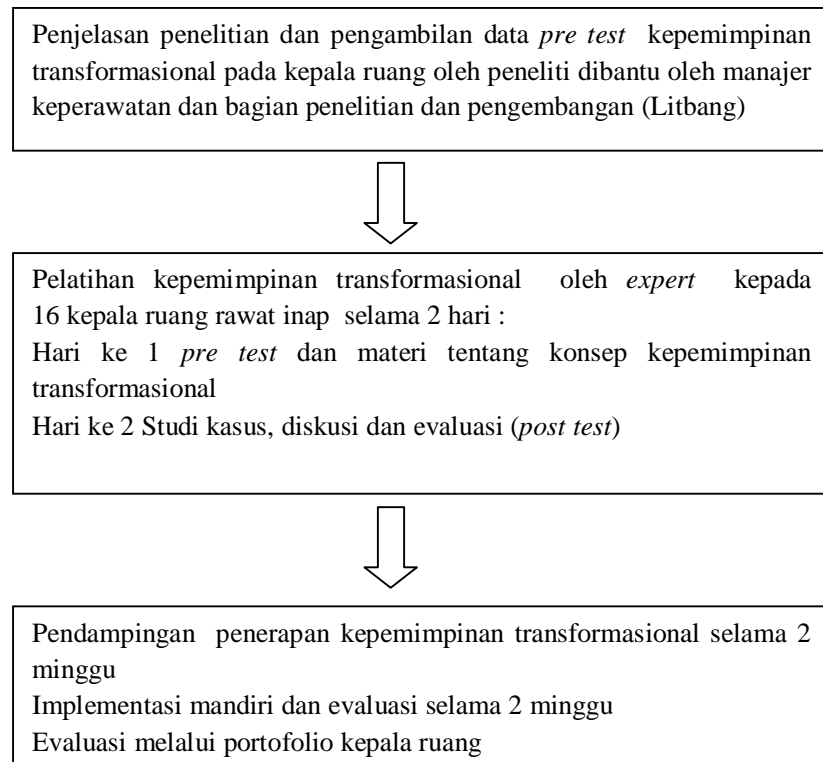 Penjelasan penelitian dan pengambilan data pre test kepemimpinan
transformasional pada kepala ruang oleh peneliti dibantu oleh manajer
keperawatan dan bagian penelitian dan pengembangan (Litbang)
Pelatihan kepemimpinan transformasional oleh expert kepada
16 kepala ruang rawat inap selama 2 hari :
Hari ke 1 pre test dan materi tentang konsep kepemimpinan
transformasional
Hari ke 2 Studi kasus, diskusi dan evaluasi (post test)
Pendampingan penerapan kepemimpinan transformasional selama 2
minggu
Implementasi mandiri dan evaluasi selama 2 minggu
Evaluasi melalui portofolio kepala ruang